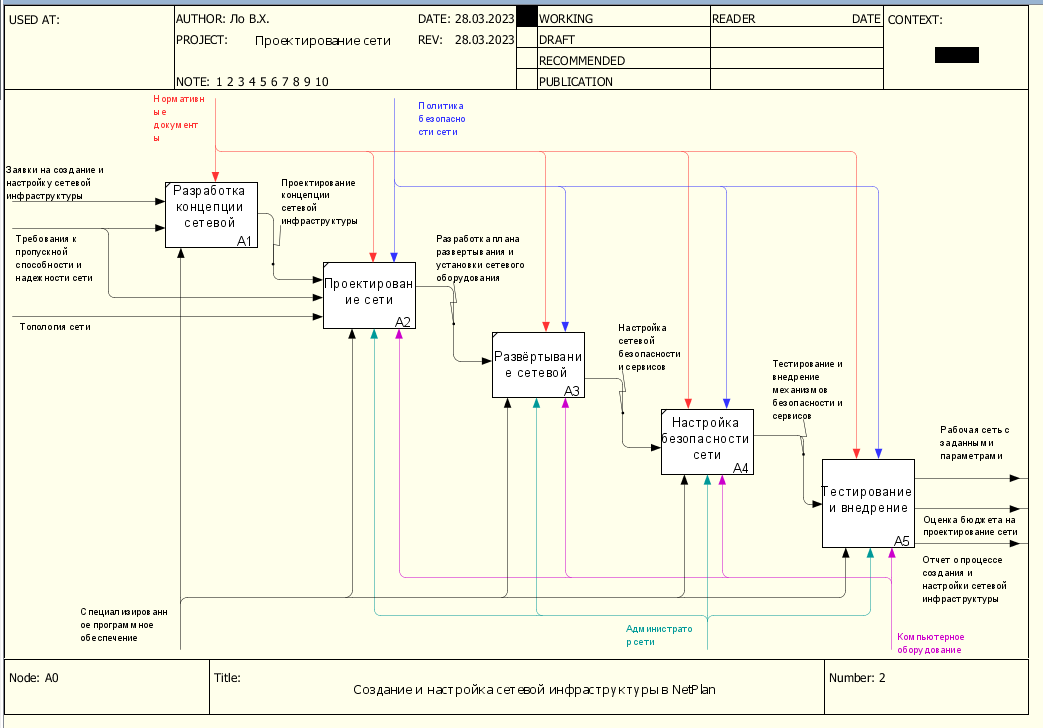 USED AT:
AUTHOR: Ло В.Х.
DATE: 28.03.2023
PROJECT: Проектирование сети
REV: 28.03.2023
NOTE: 1 2 3 4 5 6 7 8 9 10
WORKING
DRAFT
RECOMMENDED
PUBLICATION
READER
DATE
CONTEXT:
Нормативн
ые
документ
ы
Политика
безопасно
сти сети
Заявки на создание и
настройку сетевой
инфраструктуры
Разработка
концепции
сетевой
A1
Проектирование
концепции
сетевой
инфраструктуры
Требования к
пропускной
способности и
надежности сети
Разработка плана
развертывания и
установки сетевого
оборудования
Проектирован
ие сети
A2
Топология сети
Настройка
сетевой
безопасности
и сервисов
Развёртывани
е сетевой
A3
Тестирование и
внедрение
механизмов
безопасности и
сервисов
Настройка
безопасности
сети
A4
Рабочая сеть с
заданными
параметрами
Тестирование
и внедрение
A5
Оценка бюджета на
проектирование сети
Отчет о процессе
создания и
настройки сетевой
инфраструктуры
Специализированн
ое программное
обеспечение
Администрато
р сети
Компьютерное
оборудование
Node: A0
Title:
Создание и настройка сетевой инфраструктуры в NetPlan
Number: 2